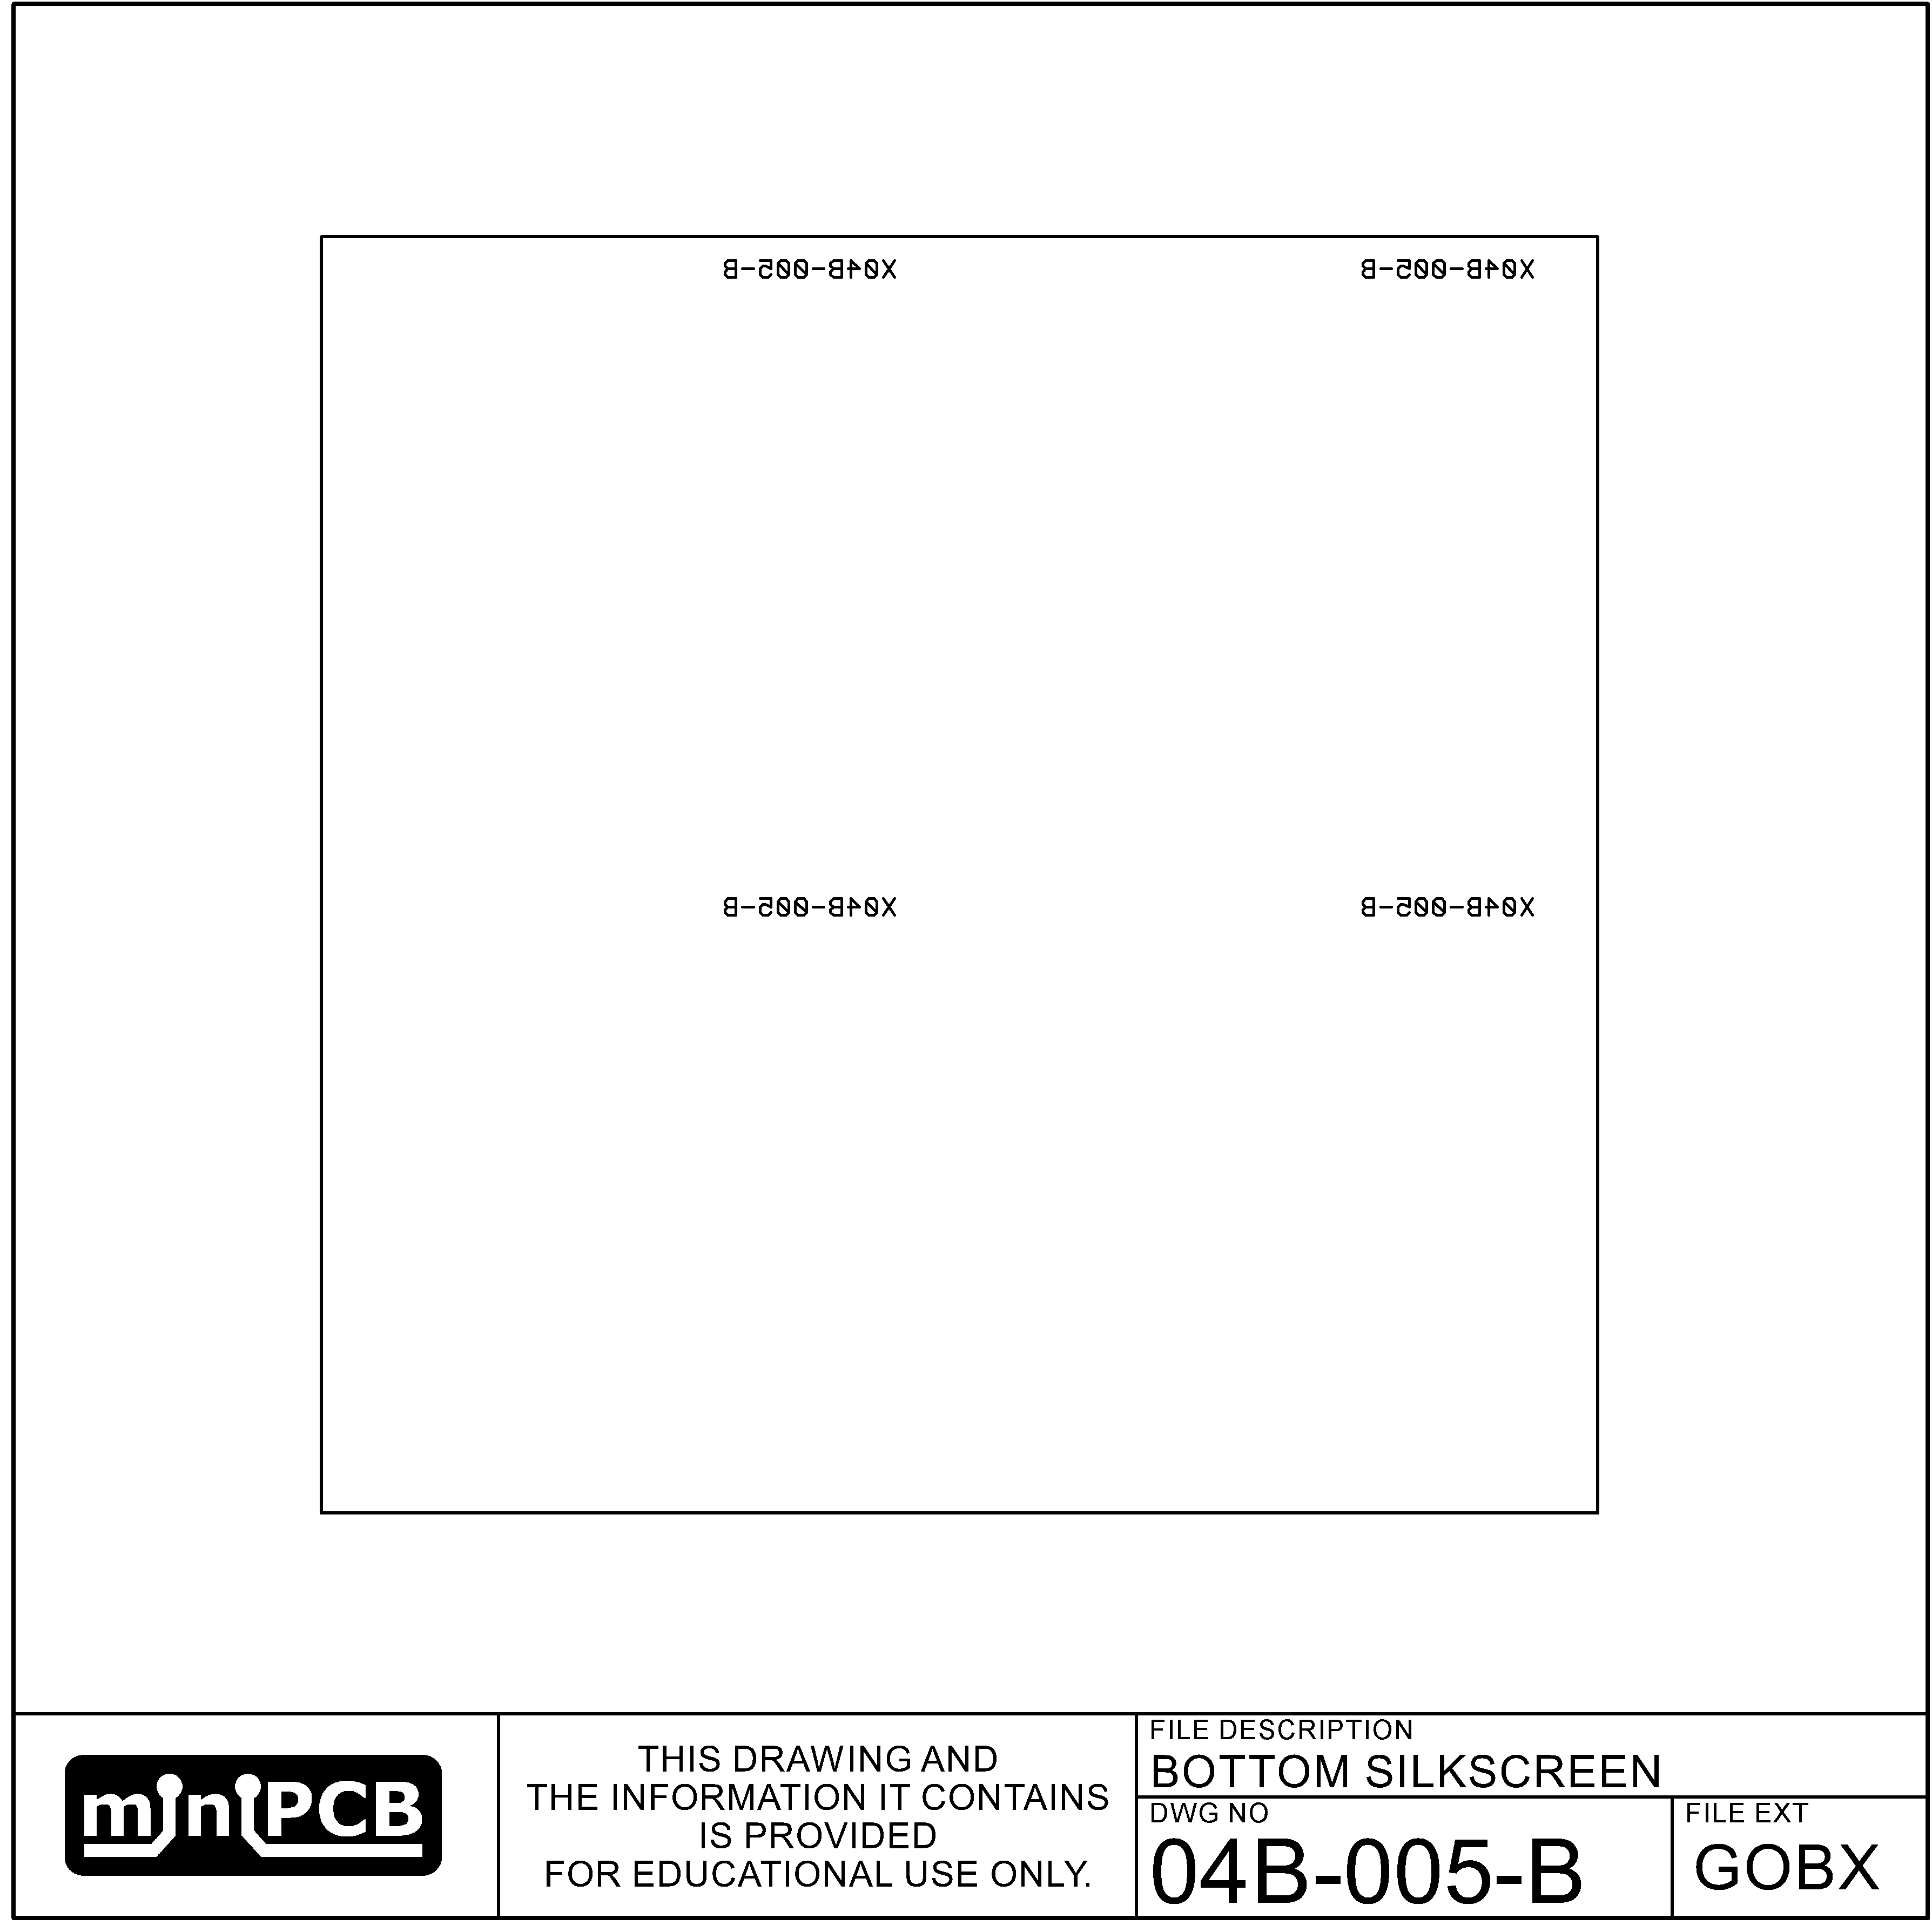 X04B-005-B X04B-005-B
X04B-005-B X04B-005-B
miniPCB
THIS DRAWING AND
THE INFORMATION IT CONTAINS
IS PROVIDED
FOR EDUCATIONAL USE ONLY.
FILE DESCRIPTION
BOTTOM SILKSCREEN
DWG NO
04B-005-B
FILE EXT
GOBX